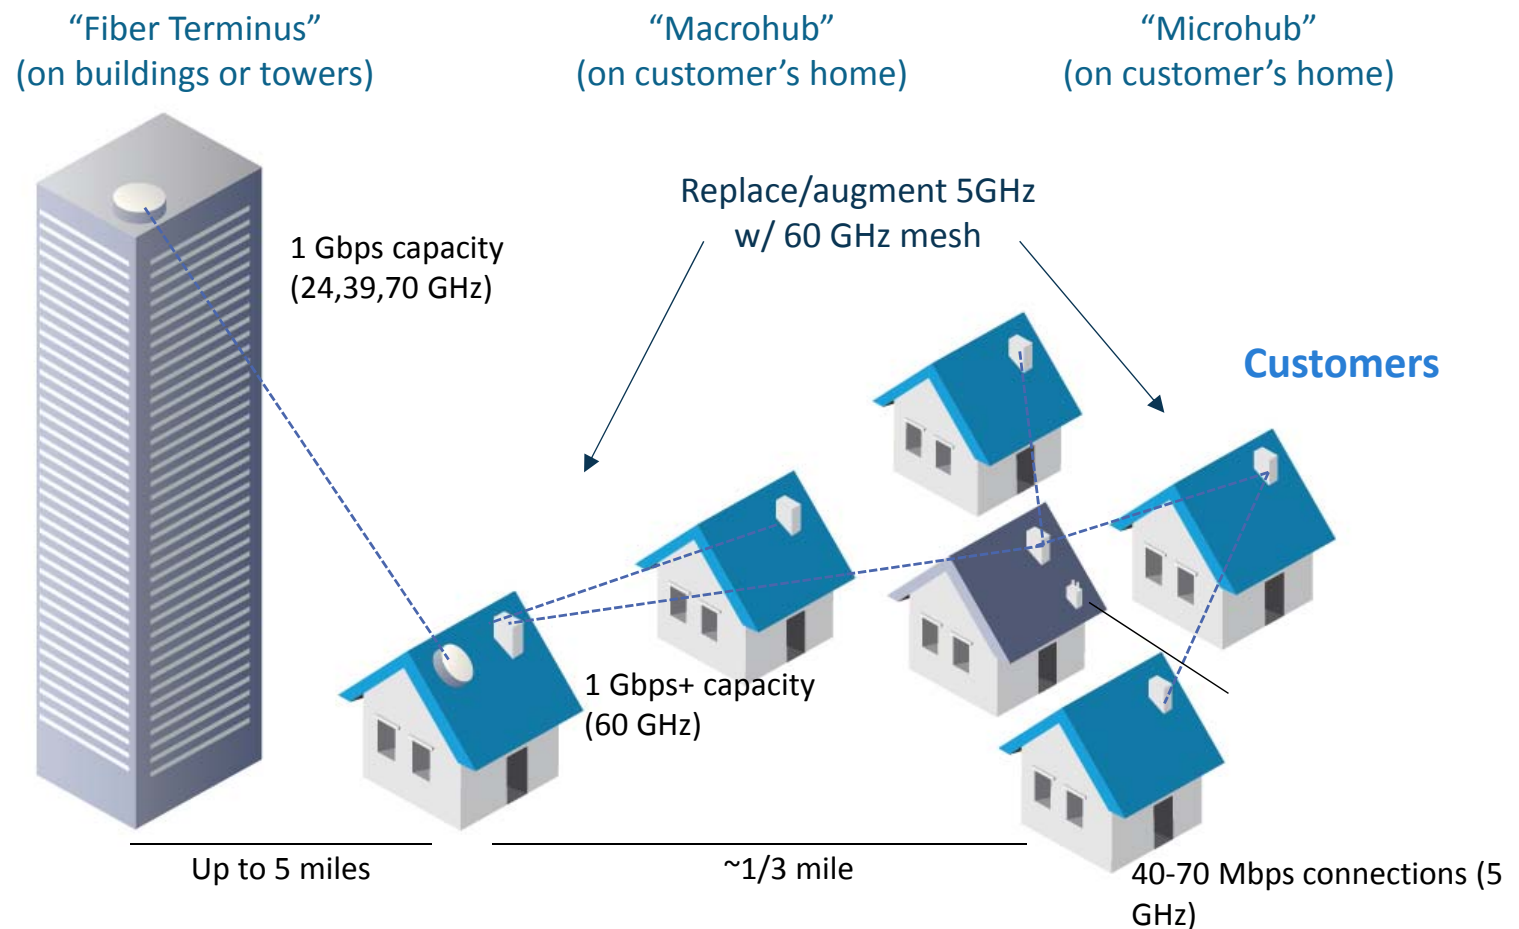 “Fiber Terminus”
(on buildings or towers)
“Macrohub”
(on customer’s home)
“Microhub”
(on customer’s home)
Replace/augment 5GHz
w/ 60 GHz mesh
1 Gbps capacity
(24,39,70 GHz)
Customers
1 Gbps+ capacity
(60 GHz)
Up to 5 miles
~1/3 mile
40-70 Mbps connections (5
GHz)